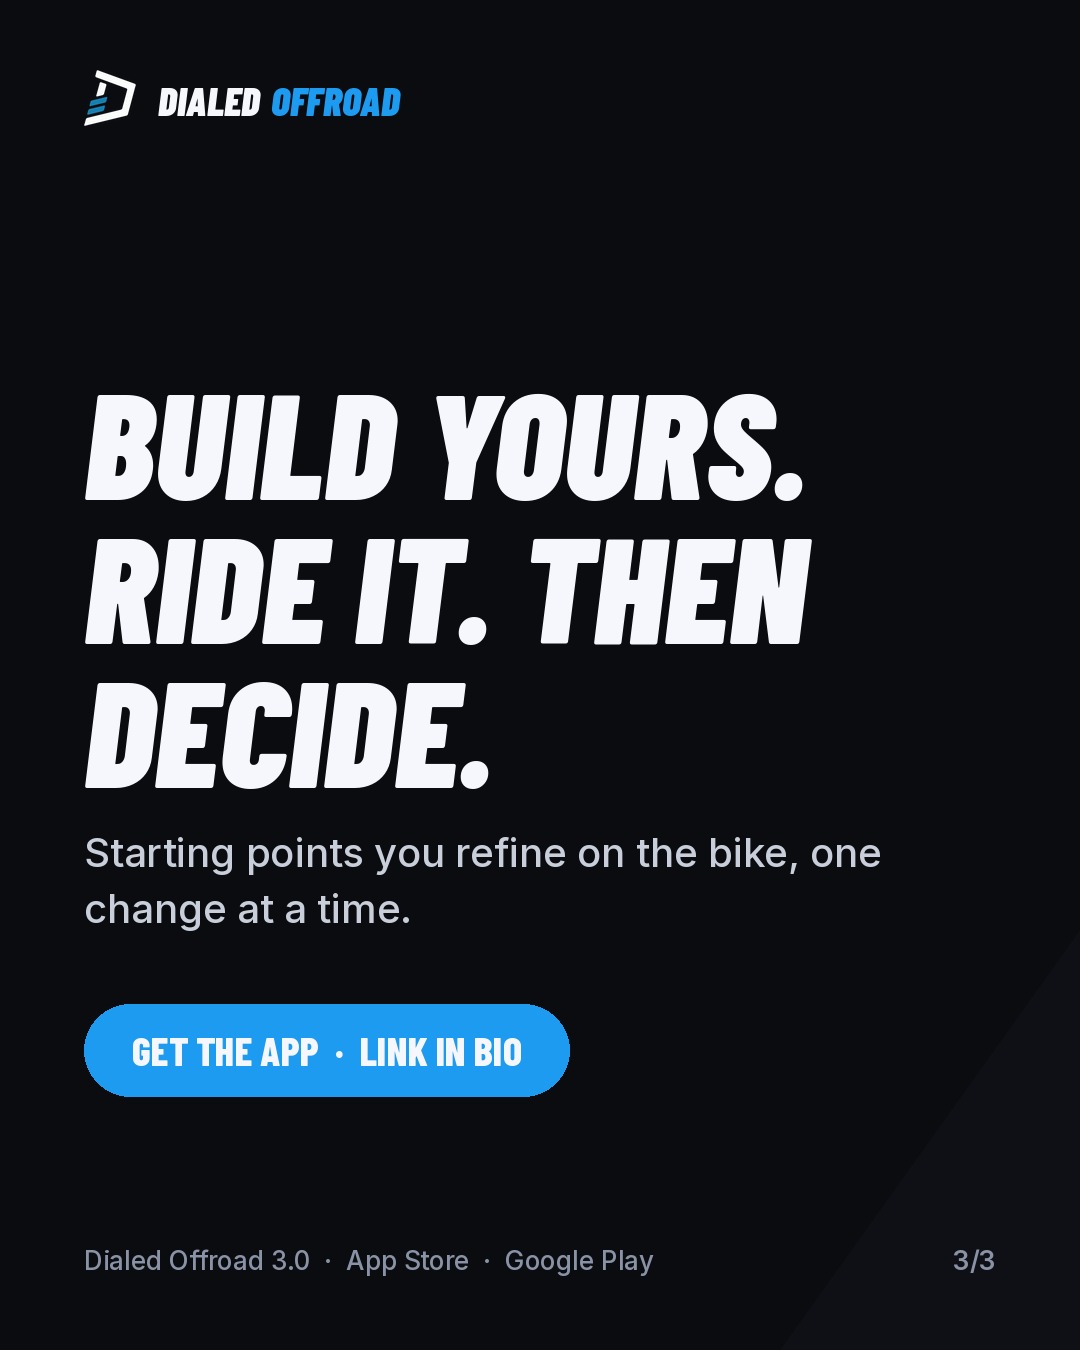 DIALED OFFROAD
BUILD YOURS.
RIDE IT. THEN
DECIDE.
Starting points you refine on the bike, one
change at a time.
GET THE APP · LINK IN BIO
Dialed Offroad 3.0 · App Store · Google Play
3/3